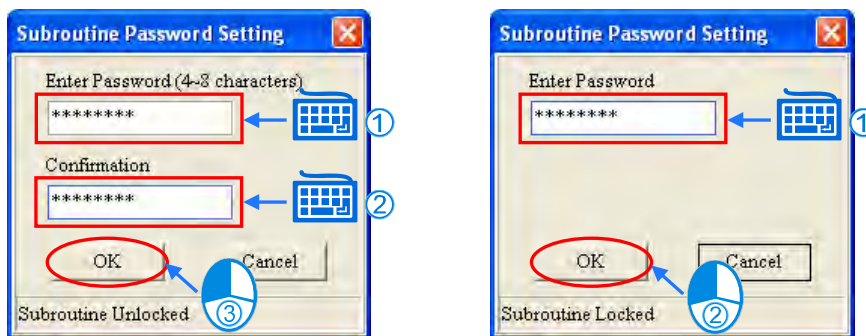 Subroutine Password Setting
Enter Password (4~8 characters)
********
①
Confirmation
********
②
OK
Cancel
③
Subroutine Unlocked
Subroutine Password Setting
Enter Password
********
①
OK
Cancel
②
Subroutine Locked